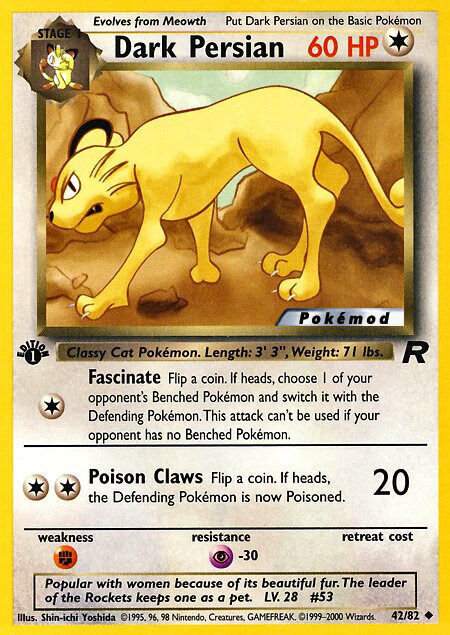 Evolves from Meowth Put Dark Persian on the Basic Pokémon
STAGE 1
Dark Persian 60 HP
Pokémod
EDITION
1
Classy Cat Pokémon. Length: 3' 3", Weight: 71 lbs.
R
Fascinate Flip a coin. If heads, choose 1 of your
opponent's Benched Pokémon and switch it with the
Defending Pokémon. This attack can't be used if your
opponent has no Benched Pokémon.
Poison Claws Flip a coin. If heads,
the Defending Pokémon is now Poisoned.
20
weakness resistance retreat cost
-30
Popular with women because of its beautiful fur. The leader
of the Rockets keeps one as a pet. LV. 28 #53
Illus. Shin-ichi Yoshida ©1995, 96, 98 Nintendo, Creatures, GAMEFREAK. ©1999-2000 Wizards. 42/82